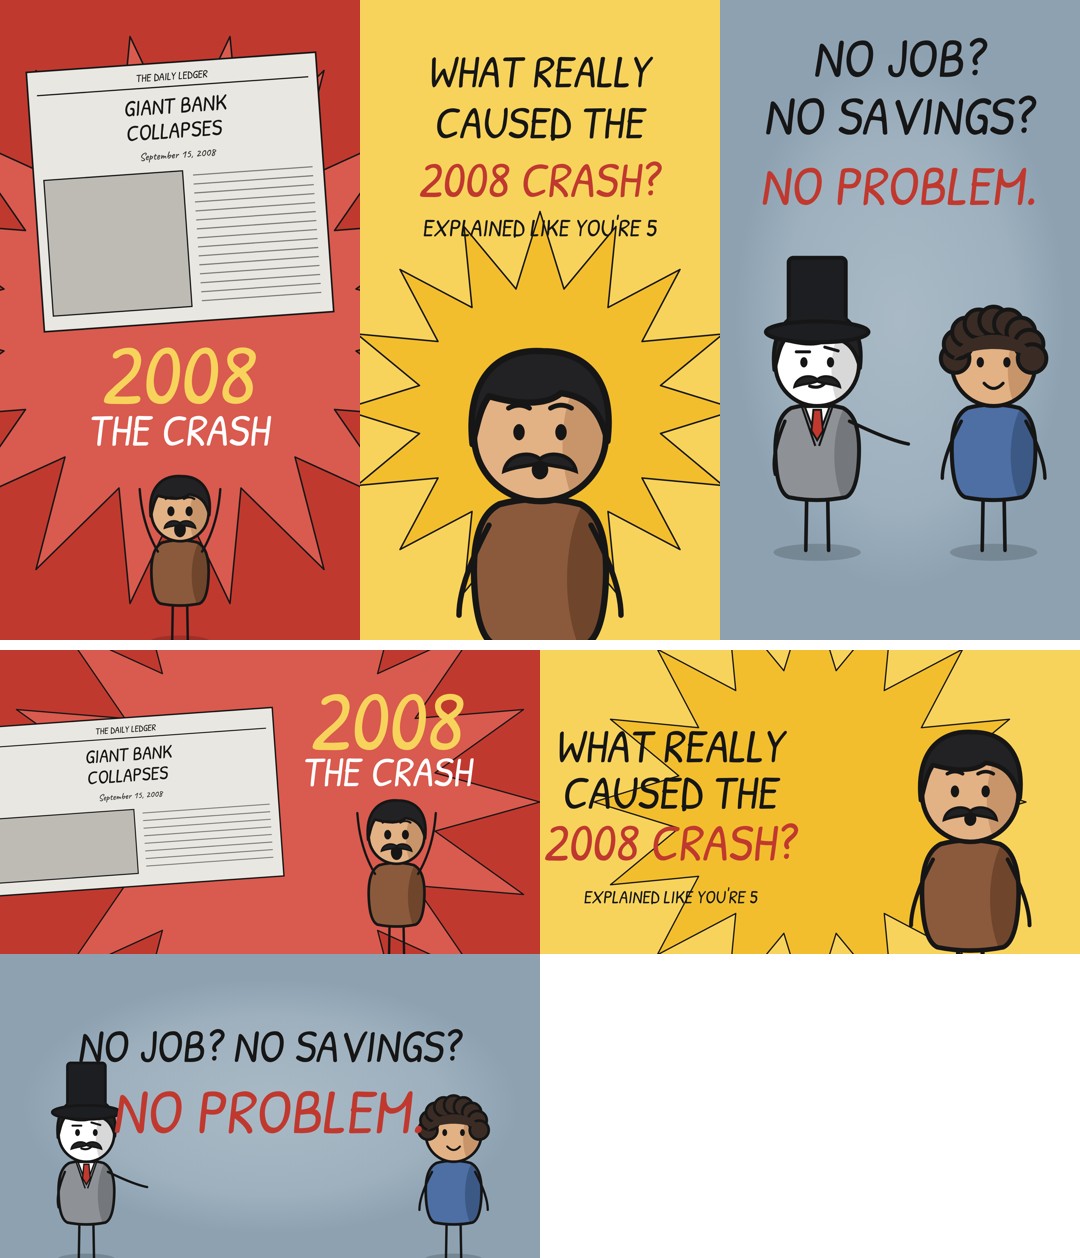 THE DAILY LEDGER
GIANT BANK
COLLAPSES
September 15, 2008
2008
THE CRASH
WHAT REALLY
CAUSED THE
2008 CRASH?
EXPLAINED LIKE YOU'RE 5
NO JOB?
NO SAVINGS?
NO PROBLEM.
THE DAILY LEDGER
GIANT BANK
COLLAPSES
September 15, 2008
2008
THE CRASH
WHAT REALLY
CAUSED THE
2008 CRASH?
EXPLAINED LIKE YOU'RE 5
NO JOB? NO SAVINGS?
NO PROBLEM.